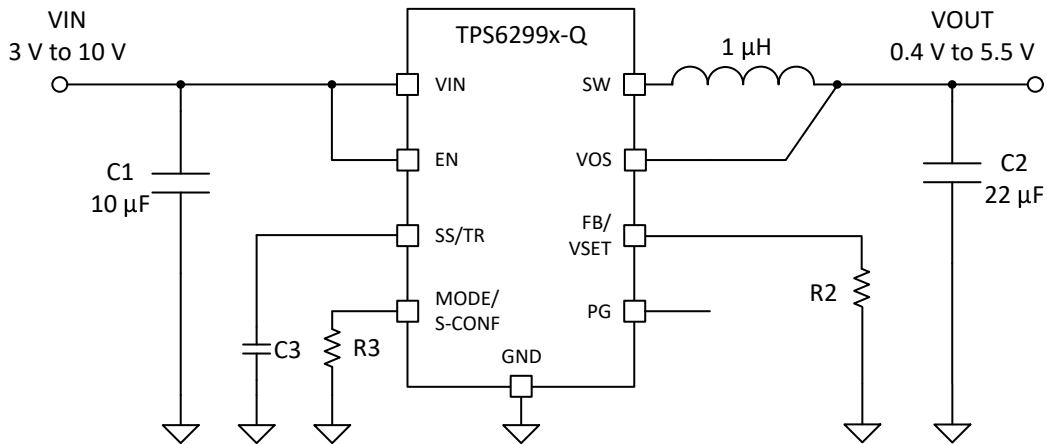 VIN
3 V to 10 V
TPS6299x-Q
VOUT
0.4 V to 5.5 V
1 µH
VIN
SW
EN
VOS
C1
10 µF
C2
22 µF
SS/TR
FB/
VSET
MODE/
S-CONF
PG
R2
C3
R3
GND